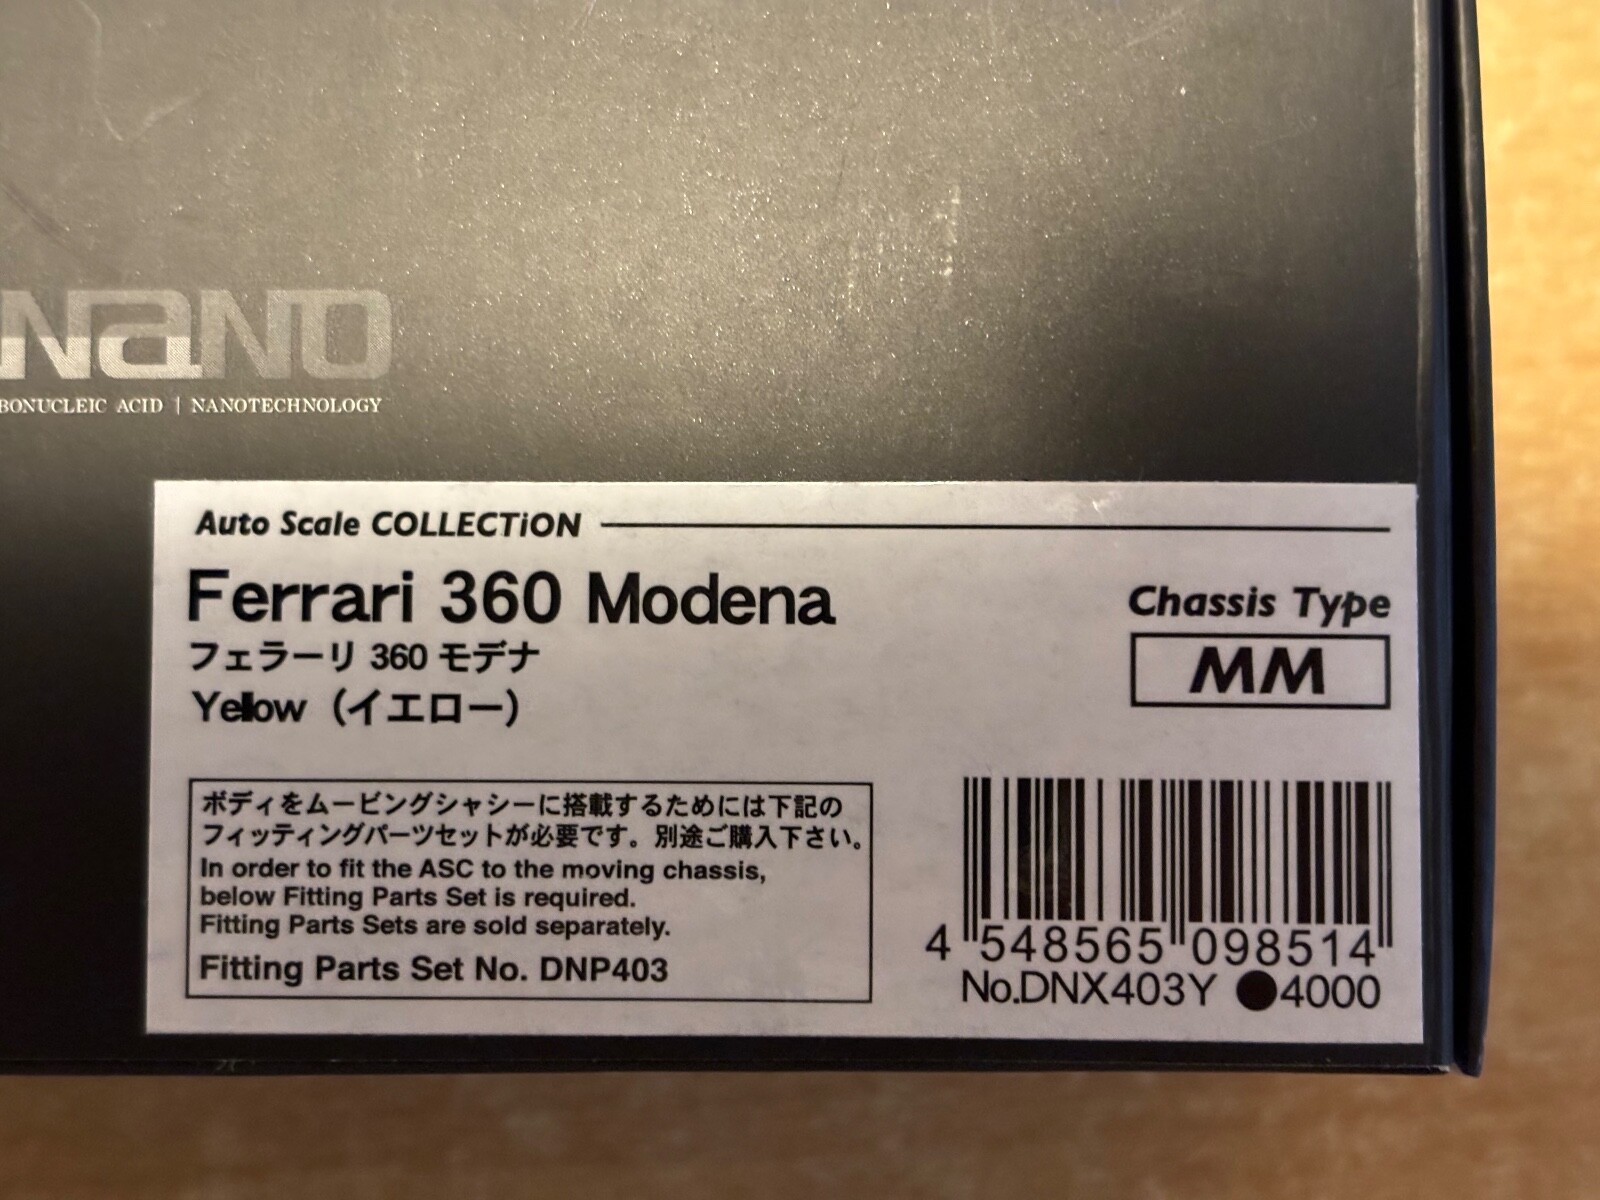 NaNO
BONUCLEIC ACID | NANOTECHNOLOGY
Auto Scale COLLECTiON
Ferrari 360 Modena
フェラーリ 360 モデナ
Yellow（イエロー）
Chassis Type
MM
ボディをムービングシャシーに搭載するためには下記の
フィッティングパーツセットが必要です。別途ご購入下さい。
In order to fit the ASC to the moving chassis,
below Fitting Parts Set is required.
Fitting Parts Sets are sold separately.
Fitting Parts Set No. DNP403
4 548565 098514
No.DNX403Y ●4000